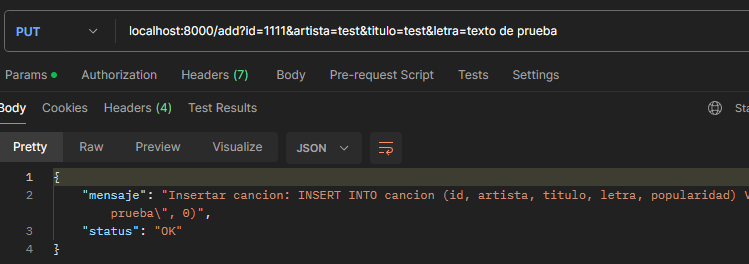 PUT localhost:8000/add?id=1111&artista=test&titulo=test&letra=texto de prueba
Params Authorization Headers (7) Body Pre-request Script Tests Settings
Body Cookies Headers (4) Test Results Sta
Pretty Raw Preview Visualize JSON
1 {
2 "mensaje": "Insertar cancion: INSERT INTO cancion (id, artista, titulo, letra, popularidad) V
prueba\", 0)",
3 "status": "OK"
4 }